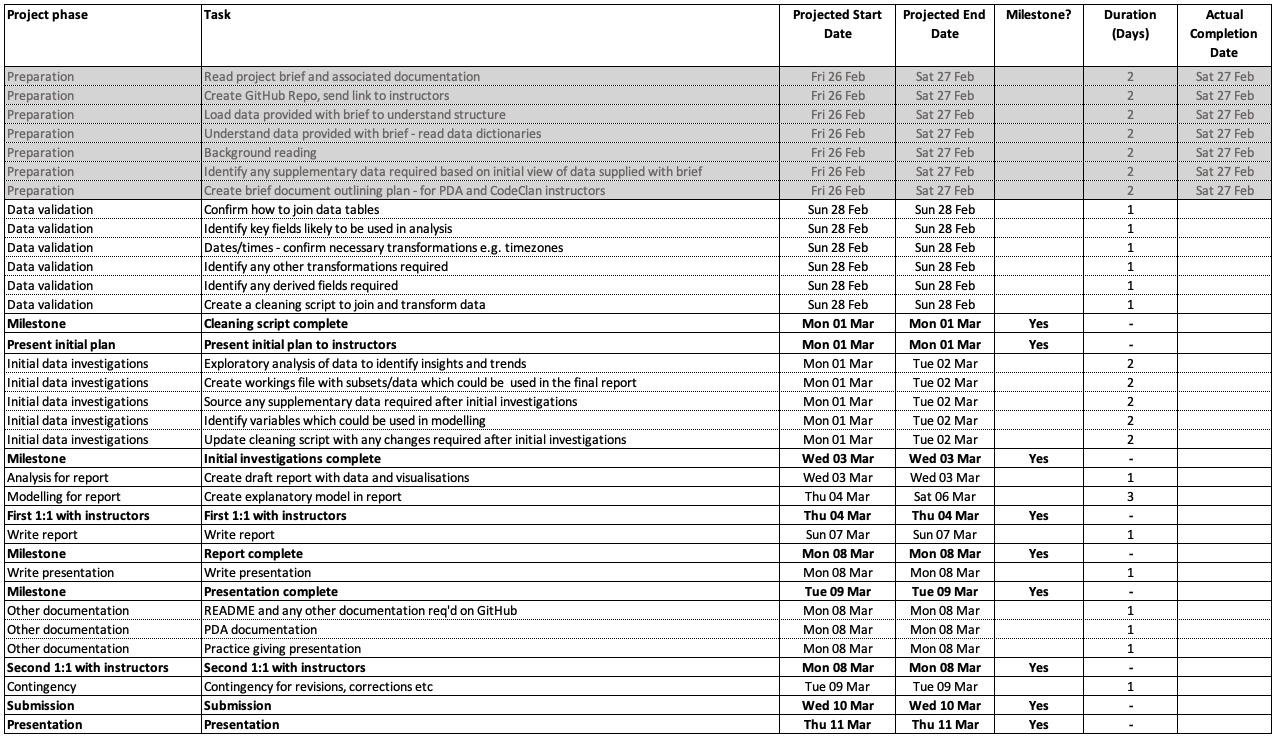 Project phase Task Projected Start Date Projected End Date Milestone? Duration (Days) Actual Completion Date
Preparation Read project brief and associated documentation Fri 26 Feb Sat 27 Feb 2 Sat 27 Feb
Preparation Create GitHub Repo, send link to instructors Fri 26 Feb Sat 27 Feb 2 Sat 27 Feb
Preparation Load data provided with brief to understand structure Fri 26 Feb Sat 27 Feb 2 Sat 27 Feb
Preparation Understand data provided with brief - read data dictionaries Fri 26 Feb Sat 27 Feb 2 Sat 27 Feb
Preparation Background reading Fri 26 Feb Sat 27 Feb 2 Sat 27 Feb
Preparation Identify any supplementary data required based on initial view of data supplied with brief Fri 26 Feb Sat 27 Feb 2 Sat 27 Feb
Preparation Create brief document outlining plan - for PDA and CodeClan instructors Fri 26 Feb Sat 27 Feb 2 Sat 27 Feb
Data validation Confirm how to join data tables Sun 28 Feb Sun 28 Feb 1
Data validation Identify key fields likely to be used in analysis Sun 28 Feb Sun 28 Feb 1
Data validation Dates/times - confirm necessary transformations e.g. timezones Sun 28 Feb Sun 28 Feb 1
Data validation Identify any other transformations required Sun 28 Feb Sun 28 Feb 1
Data validation Identify any derived fields required Sun 28 Feb Sun 28 Feb 1
Data validation Create a cleaning script to join and transform data Sun 28 Feb Sun 28 Feb 1
Milestone Cleaning script complete Mon 01 Mar Mon 01 Mar Yes -
Present initial plan Present initial plan to instructors Mon 01 Mar Mon 01 Mar Yes -
Initial data investigations Exploratory analysis of data to identify insights and trends Mon 01 Mar Tue 02 Mar 2
Initial data investigations Create workings file with subsets/data which could be used in the final report Mon 01 Mar Tue 02 Mar 2
Initial data investigations Source any supplementary data required after initial investigations Mon 01 Mar Tue 02 Mar 2
Initial data investigations Identify variables which could be used in modelling Mon 01 Mar Tue 02 Mar 2
Initial data investigations Update cleaning script with any changes required after initial investigations Mon 01 Mar Tue 02 Mar 2
Milestone Initial investigations complete Wed 03 Mar Wed 03 Mar Yes -
Analysis for report Create draft report with data and visualisations Wed 03 Mar Wed 03 Mar 1
Modelling for report Create explanatory model in report Thu 04 Mar Sat 06 Mar 3
First 1:1 with instructors First 1:1 with instructors Thu 04 Mar Thu 04 Mar Yes -
Write report Write report Sun 07 Mar Sun 07 Mar 1
Milestone Report complete Mon 08 Mar Mon 08 Mar Yes -
Write presentation Write presentation Mon 08 Mar Mon 08 Mar 1
Milestone Presentation complete Tue 09 Mar Tue 09 Mar Yes -
Other documentation README and any other documentation req'd on GitHub Mon 08 Mar Mon 08 Mar 1
Other documentation PDA documentation Mon 08 Mar Mon 08 Mar 1
Other documentation Practice giving presentation Mon 08 Mar Mon 08 Mar 1
Second 1:1 with instructors Second 1:1 with instructors Mon 08 Mar Mon 08 Mar Yes -
Contingency Contingency for revisions, corrections etc Tue 09 Mar Tue 09 Mar 1
Submission Submission Wed 10 Mar Wed 10 Mar Yes -
Presentation Presentation Thu 11 Mar Thu 11 Mar Yes -